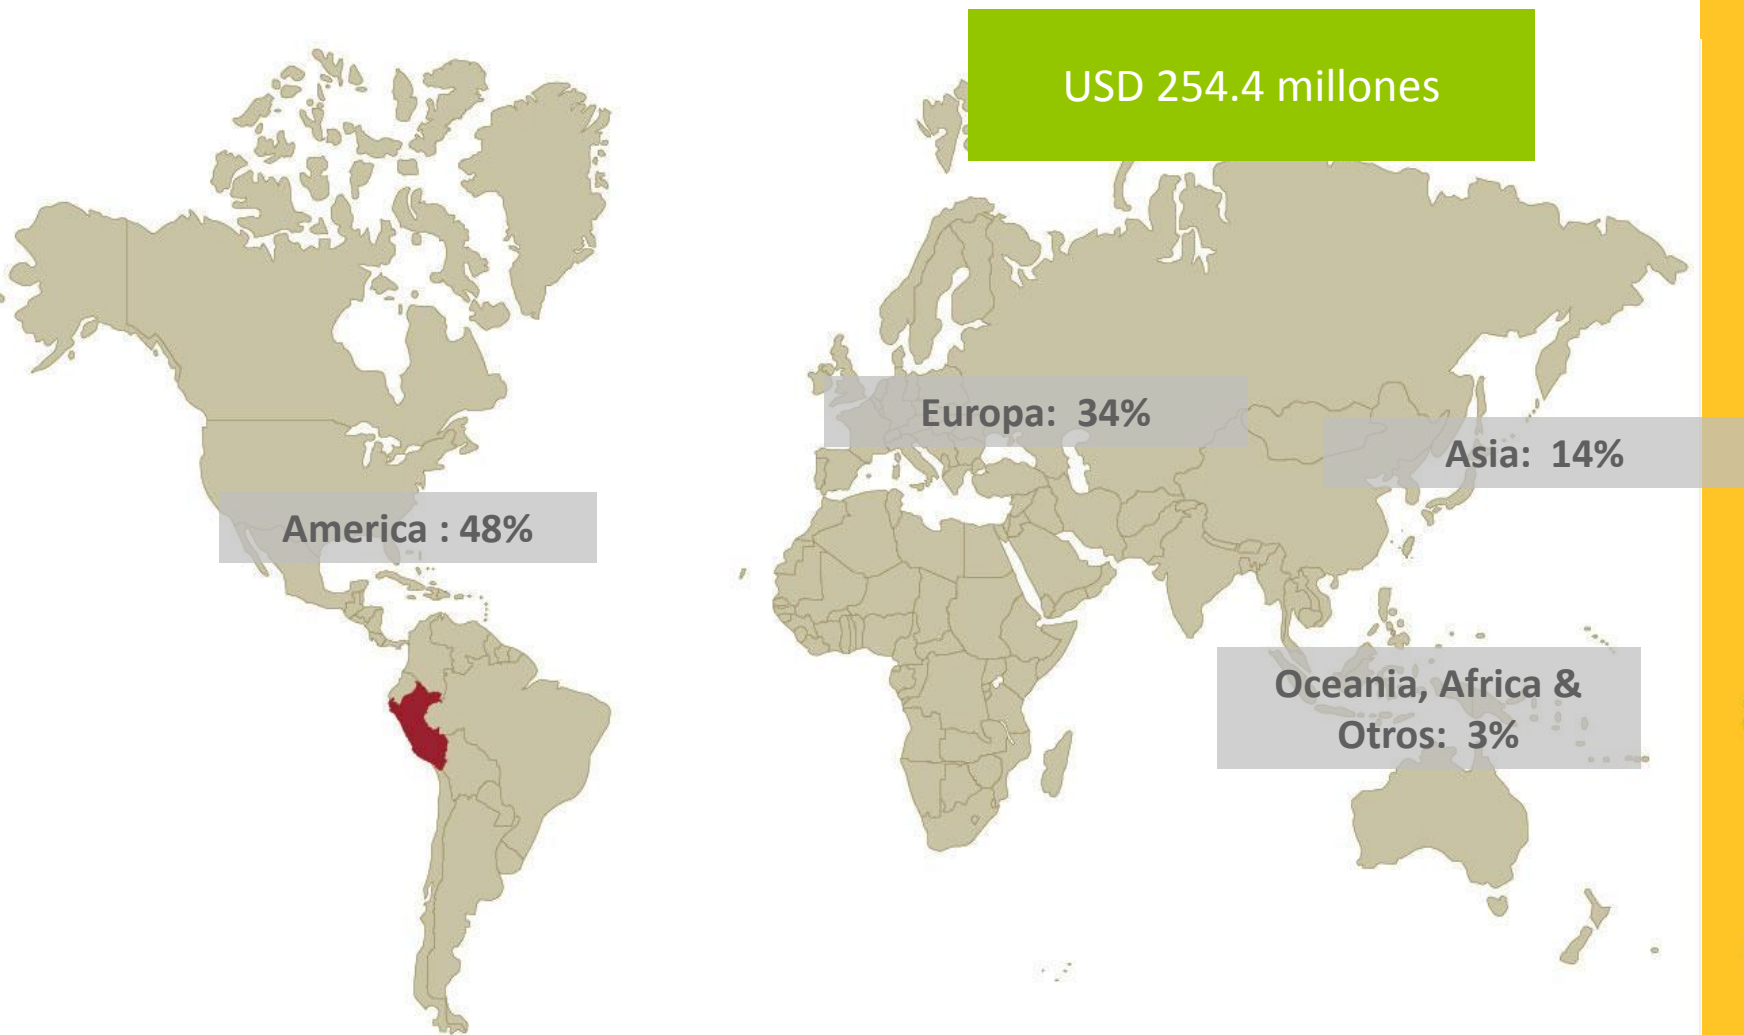 USD 254.4 millones
Europa: 34%
Asia: 14%
America : 48%
Oceania, Africa &
Otros: 3%